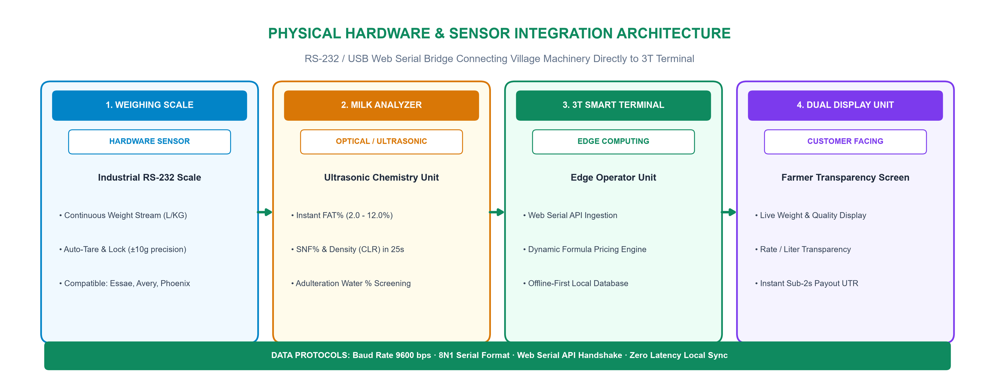 PHYSICAL HARDWARE & SENSOR INTEGRATION ARCHITECTURE
RS-232 / USB Web Serial Bridge Connecting Village Machinery Directly to 3T Terminal
1. WEIGHING SCALE
HARDWARE SENSOR
Industrial RS-232 Scale
• Continuous Weight Stream (L/KG)
• Auto-Tare & Lock (±10g precision)
• Compatible: Essae, Avery, Phoenix
2. MILK ANALYZER
OPTICAL / ULTRASONIC
Ultrasonic Chemistry Unit
• Instant FAT% (2.0 - 12.0%)
• SNF% & Density (CLR) in 25s
• Adulteration Water % Screening
3. 3T SMART TERMINAL
EDGE COMPUTING
Edge Operator Unit
• Web Serial API Ingestion
• Dynamic Formula Pricing Engine
• Offline-First Local Database
4. DUAL DISPLAY UNIT
CUSTOMER FACING
Farmer Transparency Screen
• Live Weight & Quality Display
• Rate / Liter Transparency
• Instant Sub-2s Payout UTR
DATA PROTOCOLS: Baud Rate 9600 bps · 8N1 Serial Format · Web Serial API Handshake · Zero Latency Local Sync